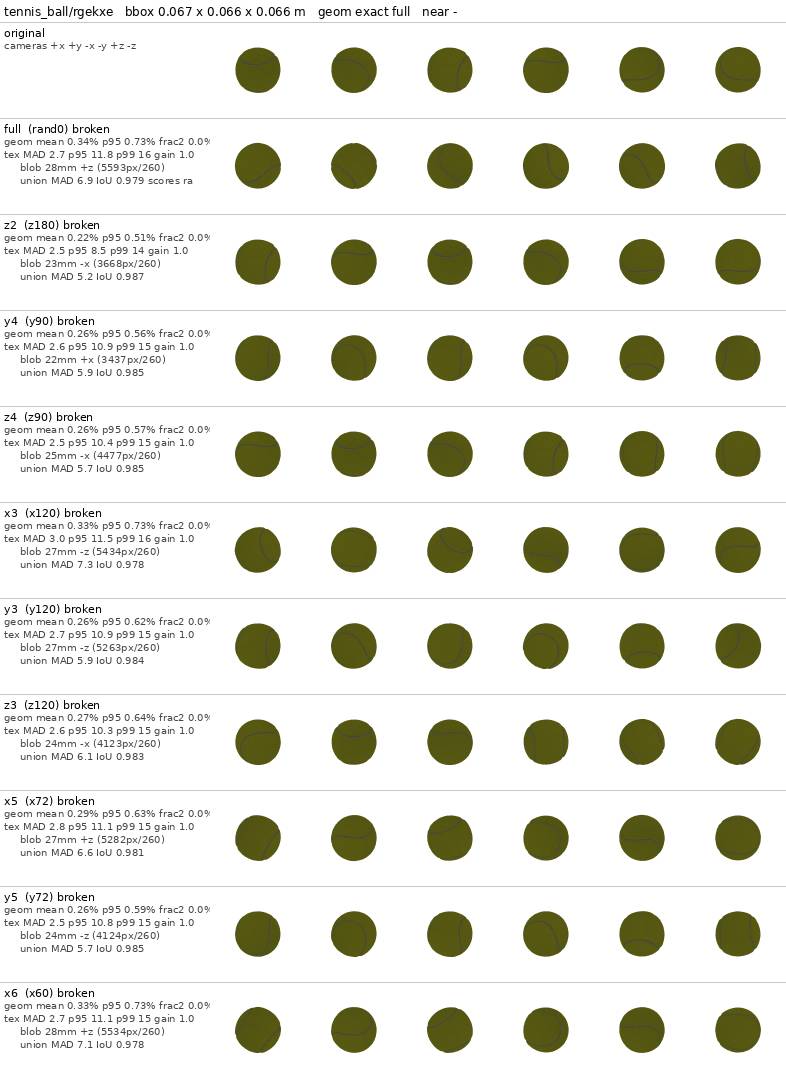 tennis_ball/rgekxe   bbox 0.067 x 0.066 x 0.066 m   geom exact full   near -
original
cameras +x +y -x -y +z -z
full  (rand0) broken
geom mean 0.34% p95 0.73% frac2 0.0%
tex MAD 2.7 p95 11.8 p99 16 gain 1.0
blob 28mm +z (5593px/260)
union MAD 6.9 IoU 0.979 scores ra
z2  (z180) broken
geom mean 0.22% p95 0.51% frac2 0.0%
tex MAD 2.5 p95 8.5 p99 14 gain 1.0
blob 23mm -x (3668px/260)
union MAD 5.2 IoU 0.987
y4  (y90) broken
geom mean 0.26% p95 0.56% frac2 0.0%
tex MAD 2.6 p95 10.9 p99 15 gain 1.0
blob 22mm +x (3437px/260)
union MAD 5.9 IoU 0.985
z4  (z90) broken
geom mean 0.26% p95 0.57% frac2 0.0%
tex MAD 2.5 p95 10.4 p99 15 gain 1.0
blob 25mm -x (4477px/260)
union MAD 5.7 IoU 0.985
x3  (x120) broken
geom mean 0.33% p95 0.73% frac2 0.0%
tex MAD 3.0 p95 11.5 p99 16 gain 1.0
blob 27mm -z (5434px/260)
union MAD 7.3 IoU 0.978
y3  (y120) broken
geom mean 0.26% p95 0.62% frac2 0.0%
tex MAD 2.7 p95 10.9 p99 15 gain 1.0
blob 27mm -z (5263px/260)
union MAD 5.9 IoU 0.984
z3  (z120) broken
geom mean 0.27% p95 0.64% frac2 0.0%
tex MAD 2.6 p95 10.3 p99 15 gain 1.0
blob 24mm -x (4123px/260)
union MAD 6.1 IoU 0.983
x5  (x72) broken
geom mean 0.29% p95 0.63% frac2 0.0%
tex MAD 2.8 p95 11.1 p99 15 gain 1.0
blob 27mm +z (5282px/260)
union MAD 6.6 IoU 0.981
y5  (y72) broken
geom mean 0.26% p95 0.59% frac2 0.0%
tex MAD 2.5 p95 10.8 p99 15 gain 1.0
blob 24mm -z (4124px/260)
union MAD 5.7 IoU 0.985
x6  (x60) broken
geom mean 0.33% p95 0.73% frac2 0.0%
tex MAD 2.7 p95 11.1 p99 15 gain 1.0
blob 28mm +z (5534px/260)
union MAD 7.1 IoU 0.978